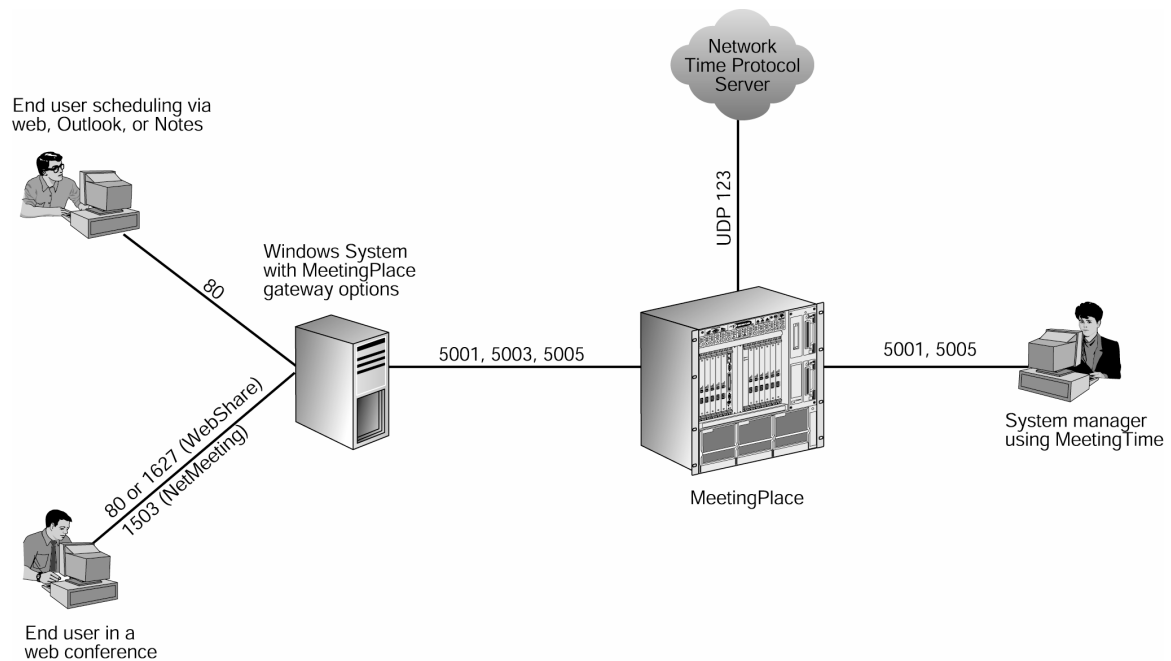 Network
Time Protocol
Server
End user scheduling via
web, Outlook, or Notes
UDP 123
Windows System
with MeetingPlace
gateway options
80
5001, 5003, 5005
5001, 5005
80 or 1627 (WebShare)
1503 (NetMeeting)
System manager
using MeetingTime
MeetingPlace
End user in a
web conference